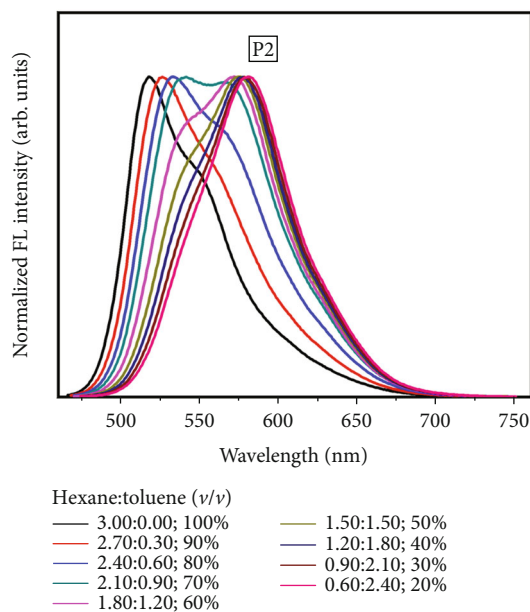 P2
Normalized FL intensity (arb. units)
500 550 600 650 700 750
Wavelength (nm)
Hexane:toluene (v/v)
3.00:0.00; 100%
2.70:0.30; 90%
2.40:0.60; 80%
2.10:0.90; 70%
1.80:1.20; 60%
1.50:1.50; 50%
1.20:1.80; 40%
0.90:2.10; 30%
0.60:2.40; 20%